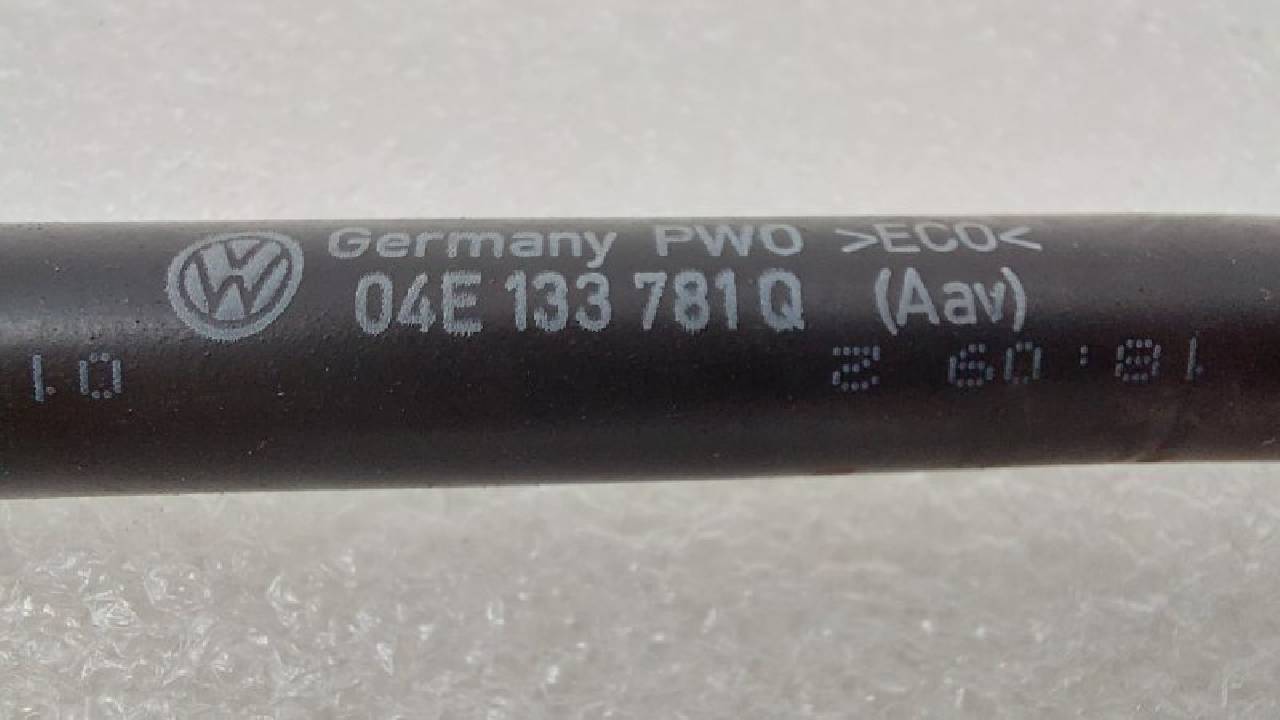 Germany PWO >ECO<
04E 133 781 Q (Aav)